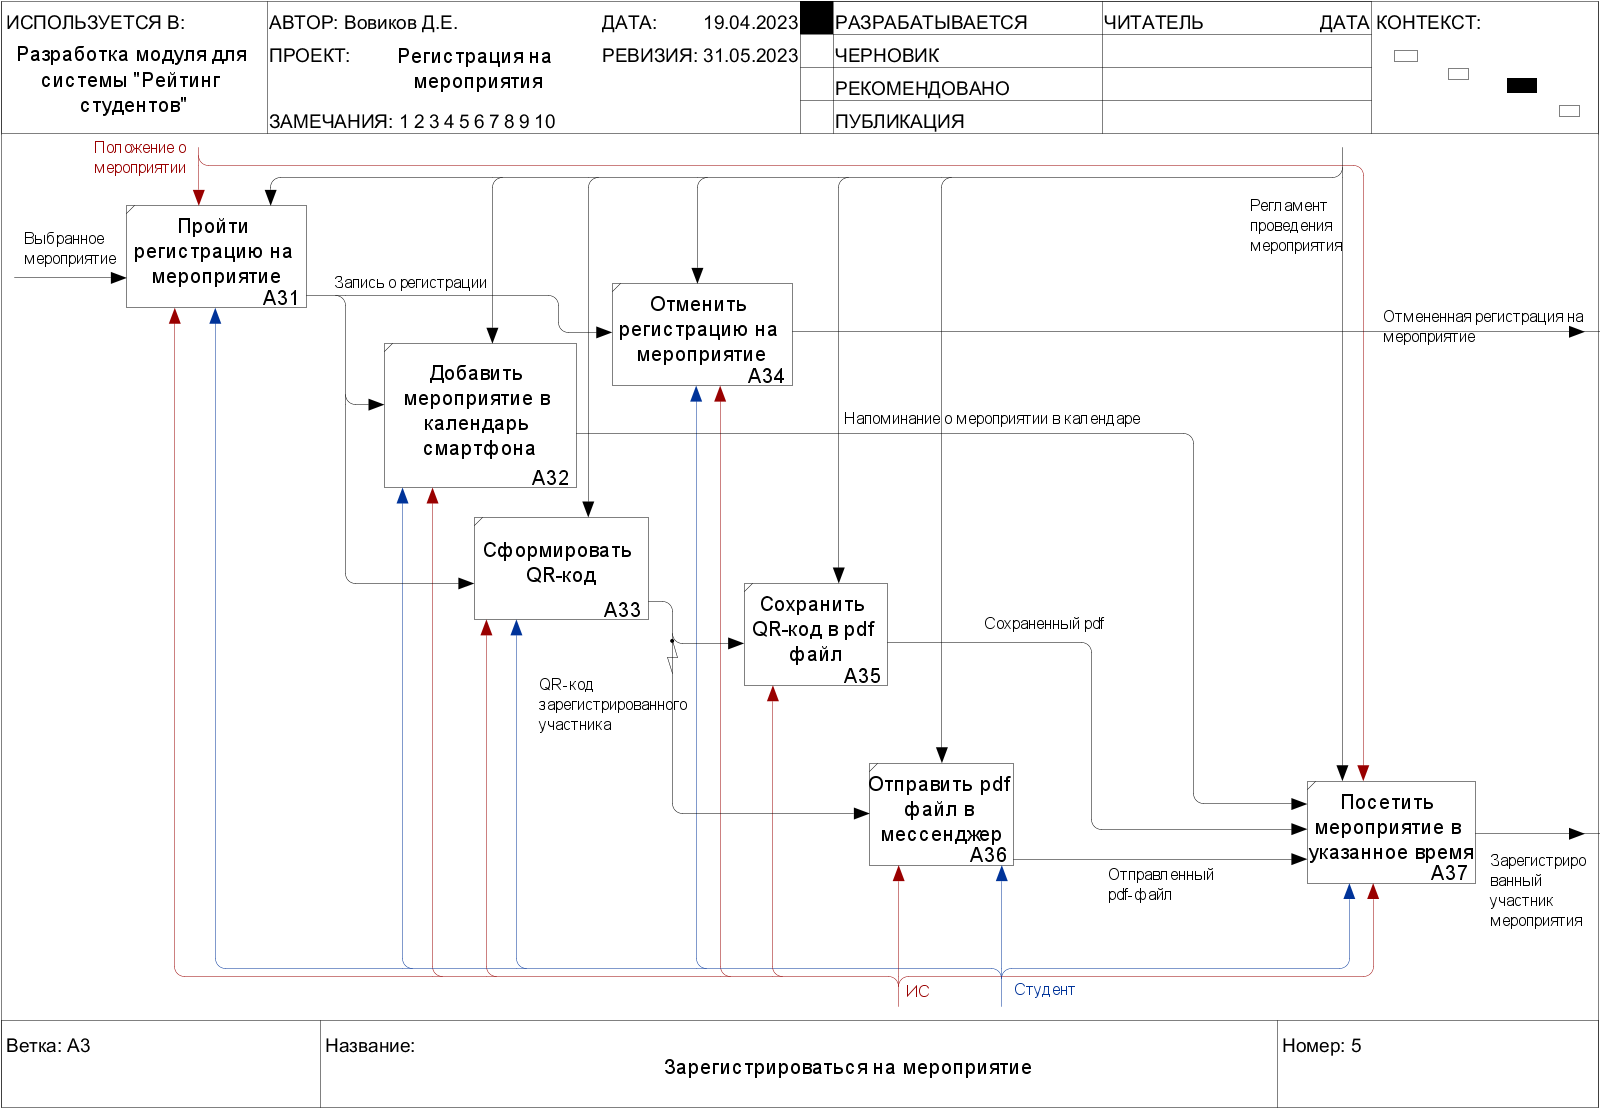 ИСПОЛЬЗУЕТСЯ В:
Разработка модуля для
системы "Рейтинг
студентов"
АВТОР: Вовиков Д.Е.
ДАТА: 19.04.2023
ПРОЕКТ: Регистрация на
мероприятия
РЕВИЗИЯ: 31.05.2023
ЗАМЕЧАНИЯ: 1 2 3 4 5 6 7 8 9 10
РАЗРАБАТЫВАЕТСЯ
ЧЕРНОВИК
РЕКОМЕНДОВАНО
ПУБЛИКАЦИЯ
ЧИТАТЕЛЬ ДАТА
КОНТЕКСТ:
Положение о
мероприятии
Выбранное
мероприятие
Пройти
регистрацию на
мероприятие
A31
Запись о регистрации
Регламент
проведения
мероприятия
Отменить
регистрацию на
мероприятие
A34
Отмененная регистрация на
мероприятие
Добавить
мероприятие в
календарь
смартфона
A32
Напоминание о мероприятии в календаре
Сформировать
QR-код
A33
QR-код
зарегистрированного
участника
Сохранить
QR-код в pdf
файл
A35
Сохраненный pdf
Отправить pdf
файл в
мессенджер
A36
Отправленный
pdf-файл
Посетить
мероприятие в
указанное время
A37
Зарегистриро
ванный
участник
мероприятия
ИС
Студент
Ветка: A3
Название:
Зарегистрироваться на мероприятие
Номер: 5